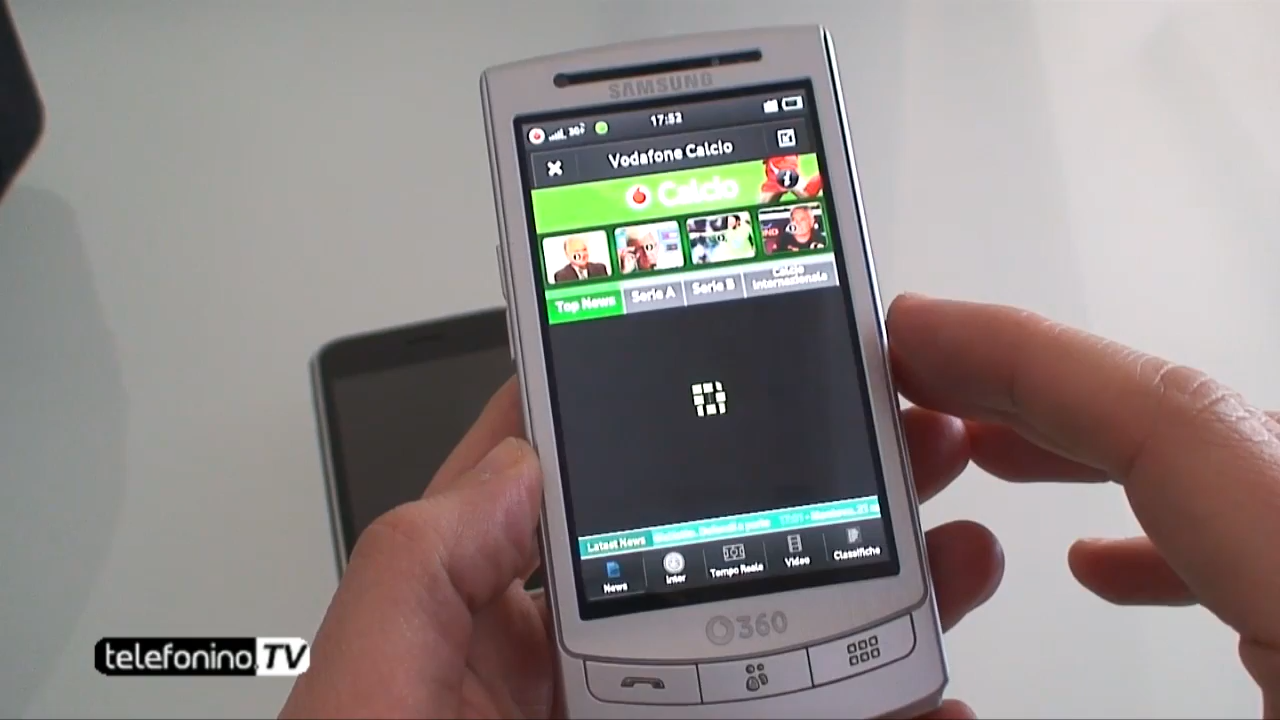 SAMSUNG
3G 17:52
Vodafone Calcio
Calcio
Top News Serie A Serie B Calcio Internazionale
Latest News
News Inter Tempo Reale Video Classifiche
360
telefonino.TV